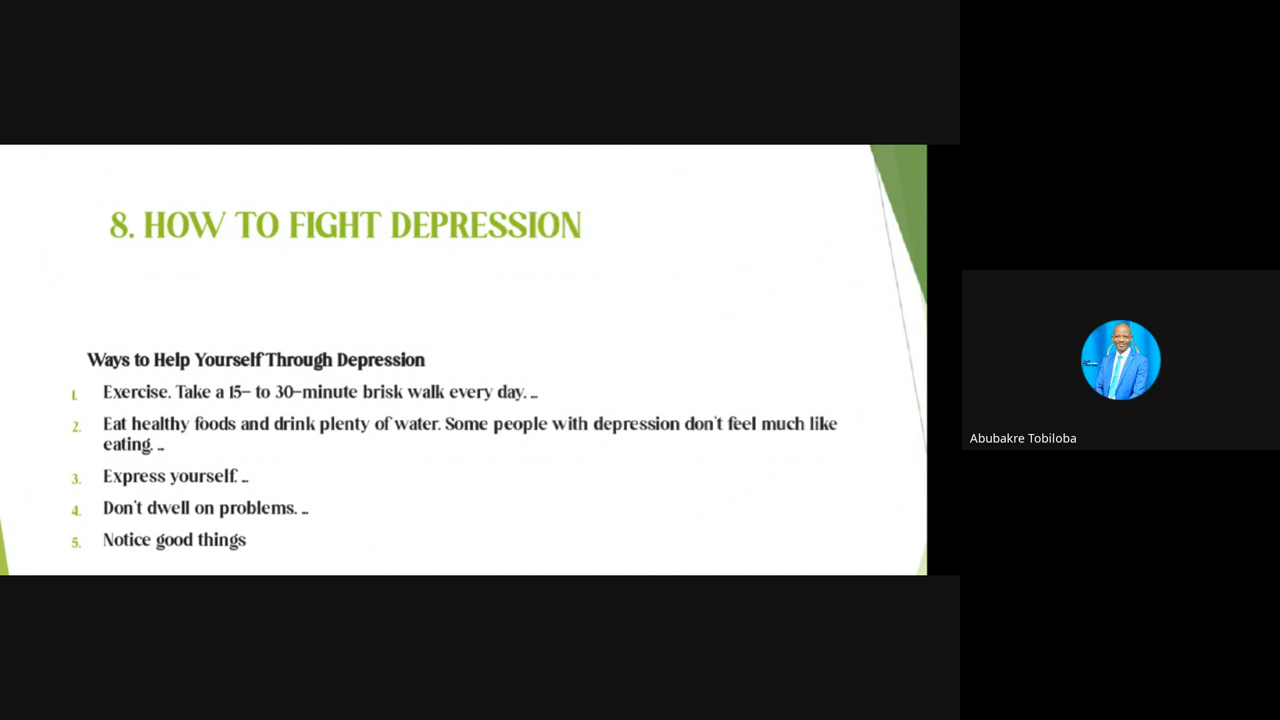 8. HOW TO FIGHT DEPRESSION
Ways to Help Yourself Through Depression
1. Exercise. Take a 15- to 30-minute brisk walk every day. ...
2. Eat healthy foods and drink plenty of water. Some people with depression don't feel much like
eating. ...
3. Express yourself. ...
4. Don't dwell on problems. ...
5. Notice good things
Abubakre Tobiloba